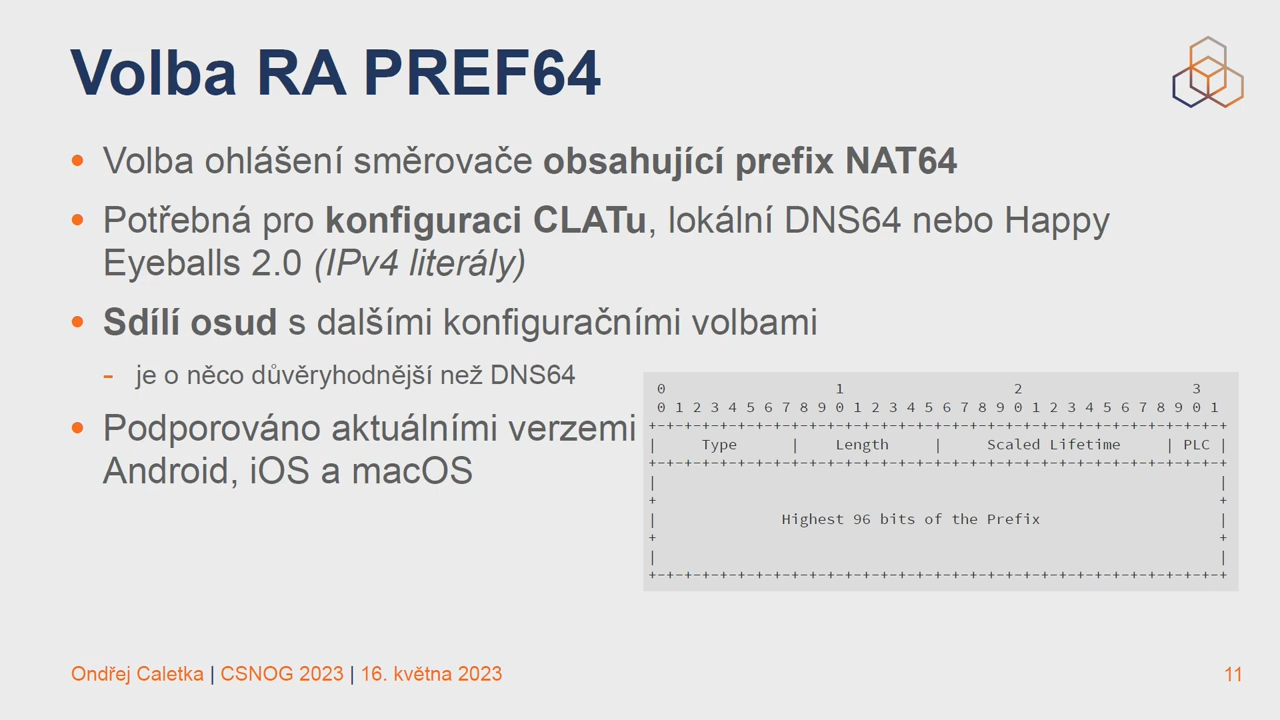 Volba RA PREF64
• Volba ohlášení směrovače obsahující prefix NAT64
• Potřebná pro konfiguraci CLATu, lokální DNS64 nebo Happy
Eyeballs 2.0 (IPv4 literály)
• Sdílí osud s dalšími konfiguračními volbami
- je o něco důvěryhodnější než DNS64
• Podporováno aktuálními verzemi
Android, iOS a macOS
 0                   1                   2                   3
 0 1 2 3 4 5 6 7 8 9 0 1 2 3 4 5 6 7 8 9 0 1 2 3 4 5 6 7 8 9 0 1
+-+-+-+-+-+-+-+-+-+-+-+-+-+-+-+-+-+-+-+-+-+-+-+-+-+-+-+-+-+-+-+-+
|     Type      |    Length     |     Scaled Lifetime     | PLC |
+-+-+-+-+-+-+-+-+-+-+-+-+-+-+-+-+-+-+-+-+-+-+-+-+-+-+-+-+-+-+-+-+
|                                                               |
+                                                               +
|              Highest 96 bits of the Prefix                    |
+                                                               +
|                                                               |
+-+-+-+-+-+-+-+-+-+-+-+-+-+-+-+-+-+-+-+-+-+-+-+-+-+-+-+-+-+-+-+-+
Ondřej Caletka | CSNOG 2023 | 16. května 2023
11